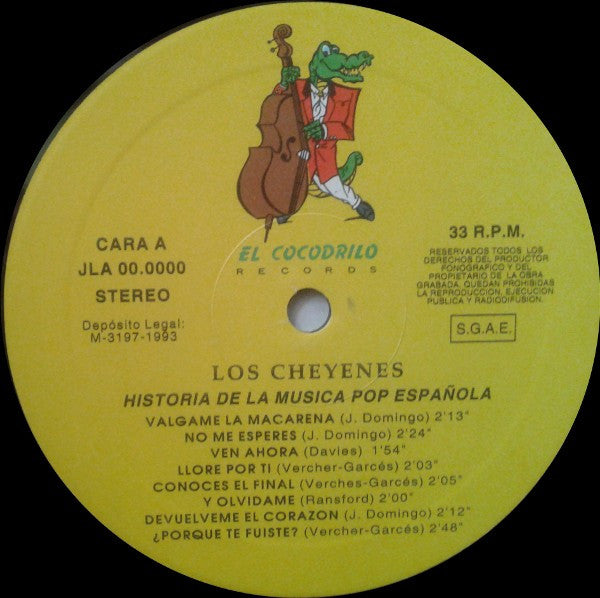 EL COCODRILO
RECORDS
CARA A
JLA 00.0000
STEREO
Depósito Legal:
M-3197-1993
33 R.P.M.
RESERVADOS TODOS LOS
DERECHOS DEL PRODUCTOR
FONOGRAFICO Y DEL
PROPIETARIO DE LA OBRA
GRABADA. QUEDAN PROHIBIDAS
LA REPRODUCCION, EJECUCION
PUBLICA Y RADIODIFUSION.
S.G.A.E.
LOS CHEYENES
HISTORIA DE LA MUSICA POP ESPAÑOLA
VALGAME LA MACARENA (J. Domingo) 2'13"
NO ME ESPERES (J. Domingo) 2'24"
VEN AHORA (Davies) 1'54"
LLORE POR TI (Vercher-Garcés) 2'03"
CONOCES EL FINAL (Verches-Garcés) 2'05"
Y OLVIDAME (Ransford) 2'00"
DEVUELVEME EL CORAZON (J. Domingo) 2'12"
¿PORQUE TE FUISTE? (Vercher-Garcés) 2'48"